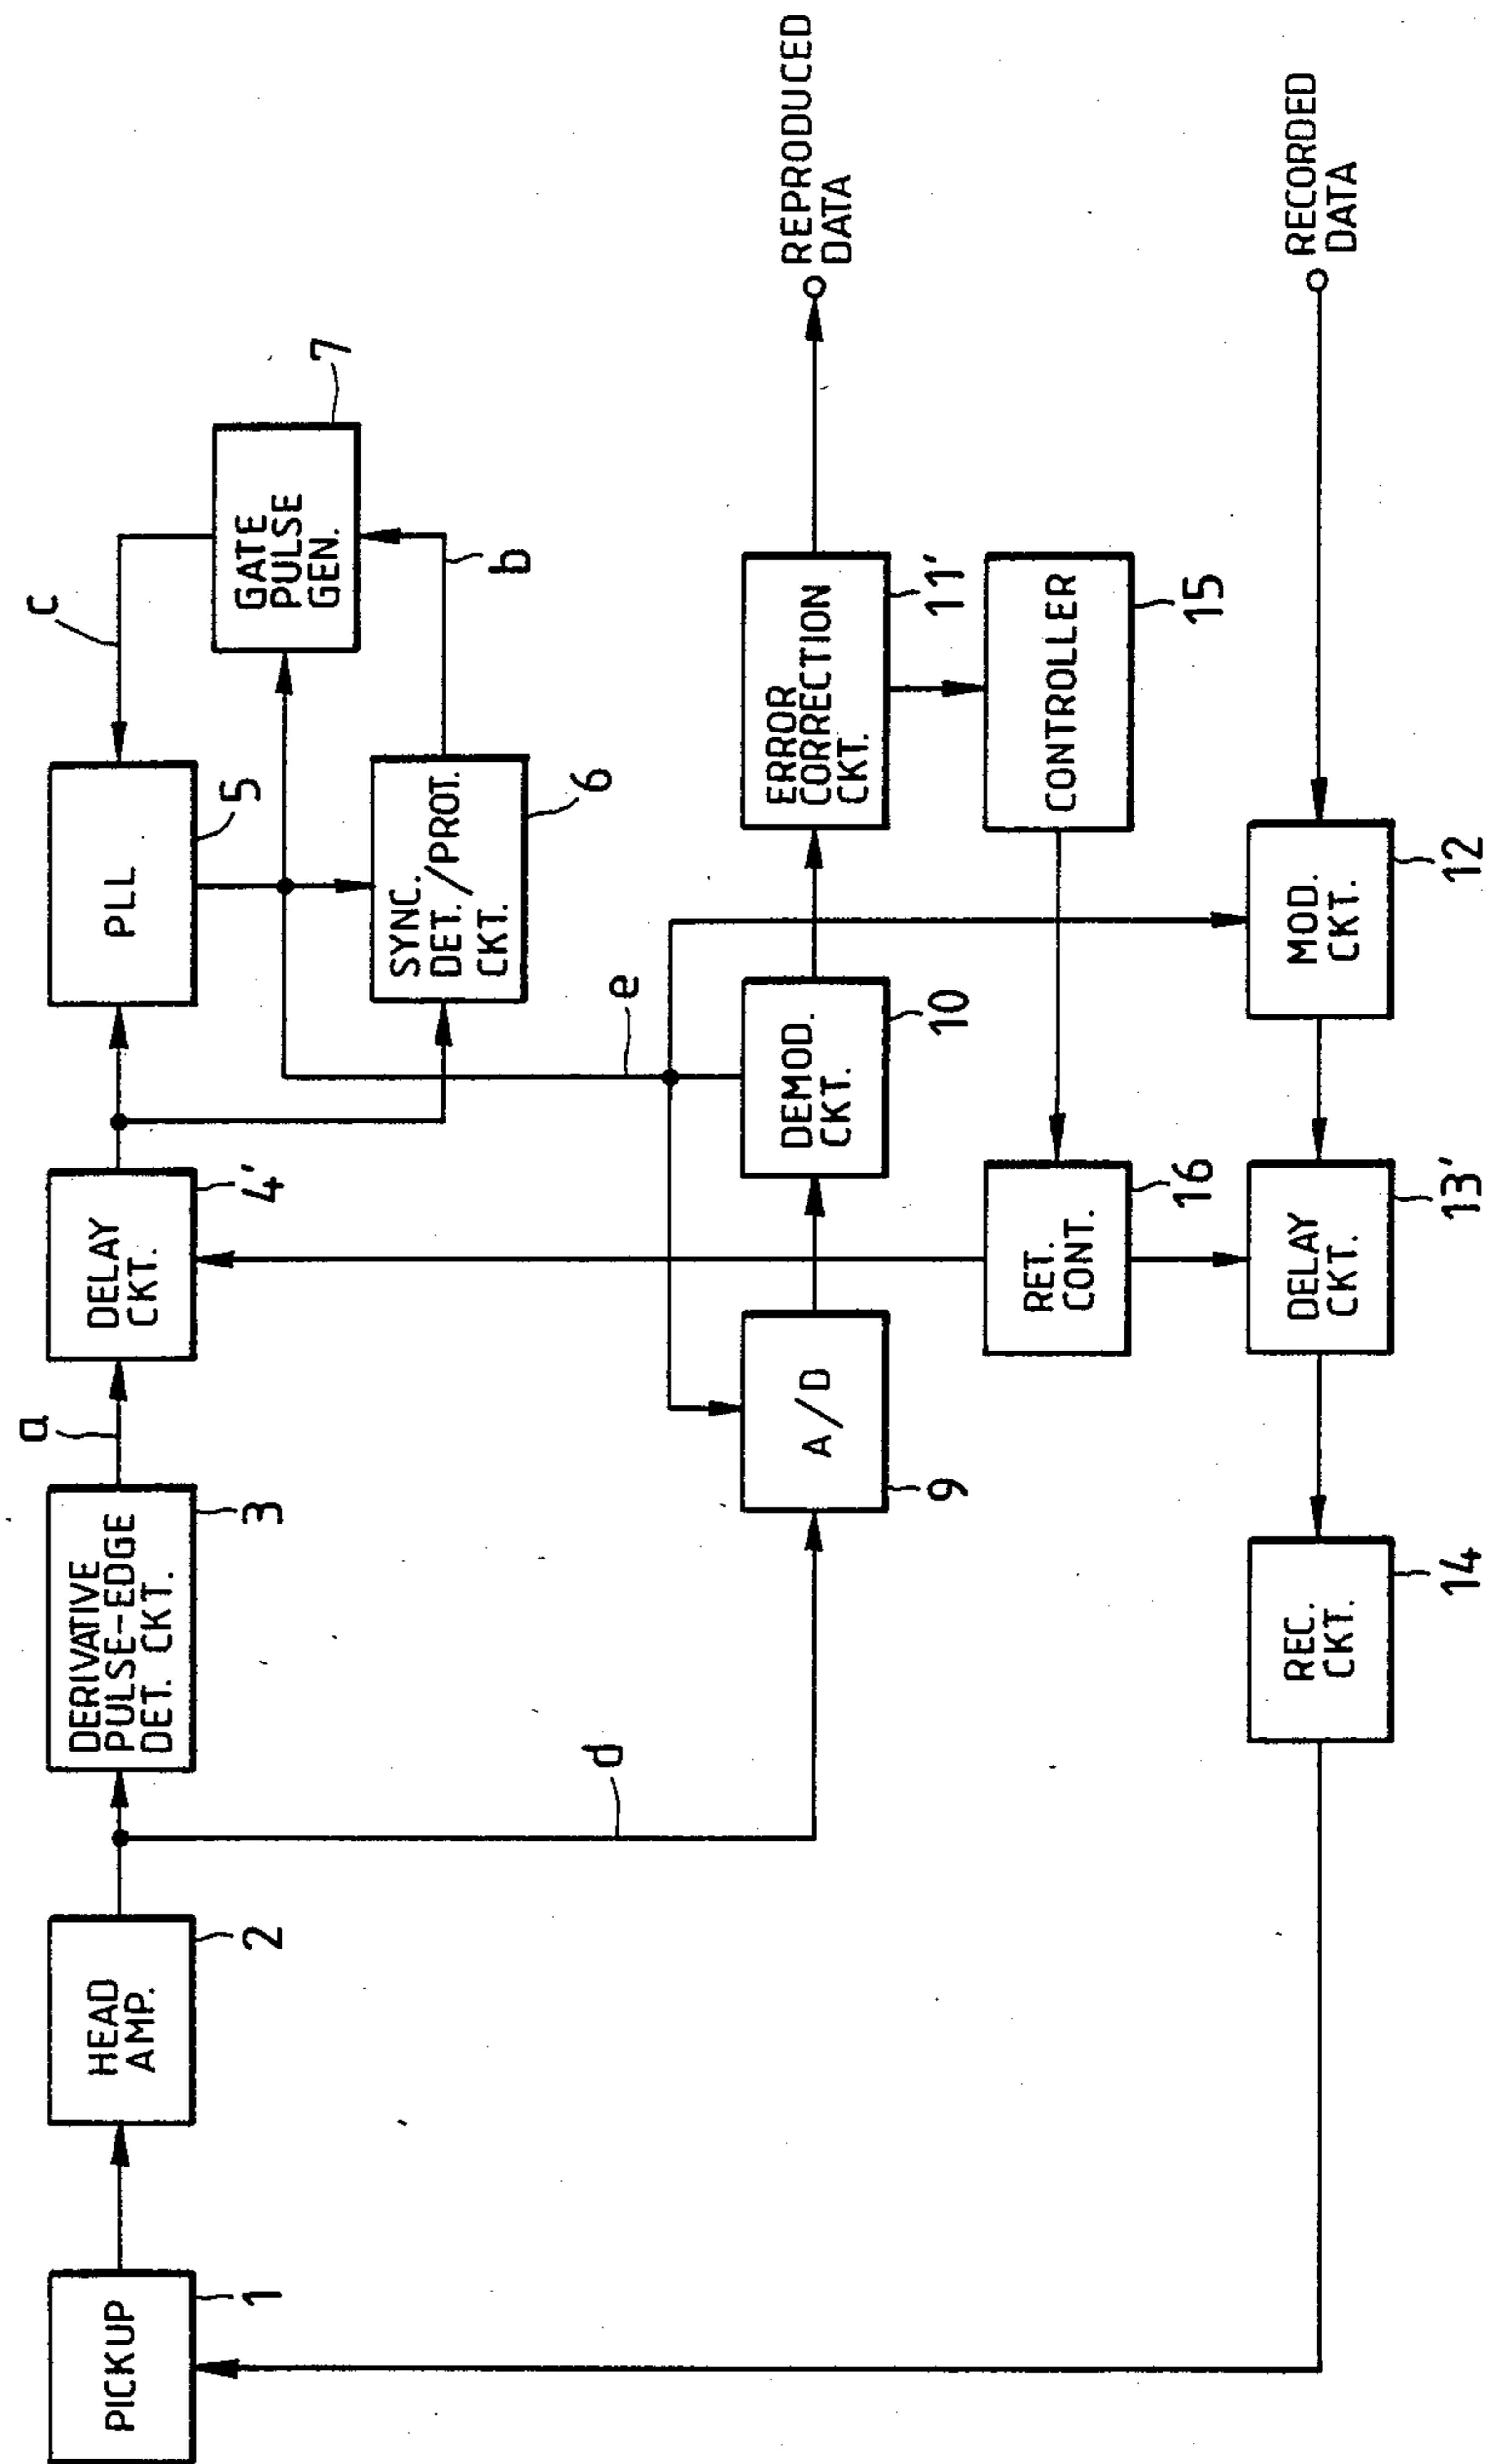 PICKUP
1
HEAD
AMP.
2
DERIVATIVE
PULSE-EDGE
DET. CKT.
3
a
DELAY
CKT.
4'
PLL
5
c
GATE
PULSE
GEN.
7
SYNC.
DET./PROT.
CKT.
6
b
d
e
A/D
9
DEMOD.
CKT.
10
ERROR
CORRECTION
CKT.
11'
REPRODUCED
DATA
RET.
CONT.
16
CONTROLLER
15
REC.
CKT.
14
DELAY
CKT.
13'
MOD.
CKT.
12
RECORDED
DATA